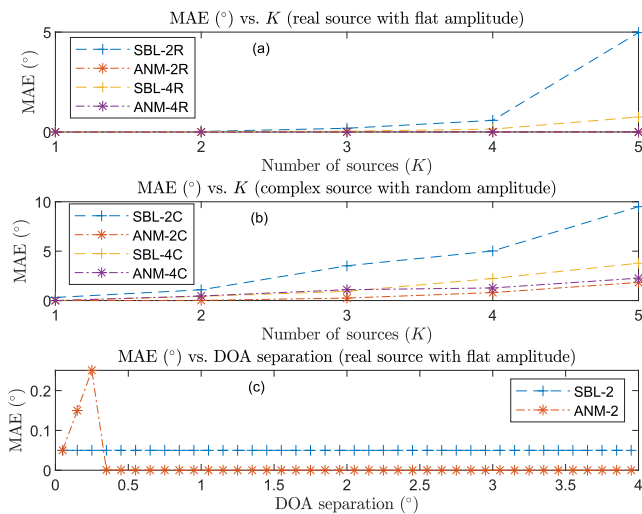 MAE (°) vs. K (real source with flat amplitude)
(a)
SBL-2R
ANM-2R
SBL-4R
ANM-4R
MAE (°)
5
0
1 2 3 4 5
Number of sources (K)
MAE (°) vs. K (complex source with random amplitude)
(b)
SBL-2C
ANM-2C
SBL-4C
ANM-4C
MAE (°)
10
5
0
1 2 3 4 5
Number of sources (K)
MAE (°) vs. DOA separation (real source with flat amplitude)
(c)
SBL-2
ANM-2
MAE (°)
0.2
0.1
0
0 0.5 1 1.5 2 2.5 3 3.5 4
DOA separation (°)